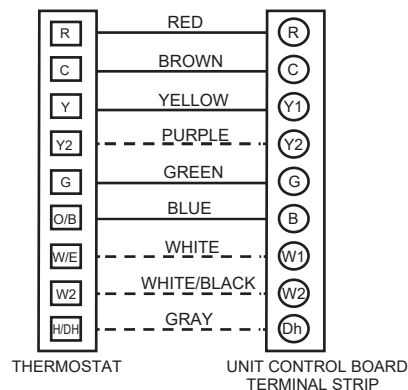 R RED R
C BROWN C
Y YELLOW Y1
Y2 PURPLE Y2
G GREEN G
O/B BLUE B
W/E WHITE W1
W2 WHITE/BLACK W2
H/DH GRAY Dh
THERMOSTAT UNIT CONTROL BOARD
TERMINAL STRIP